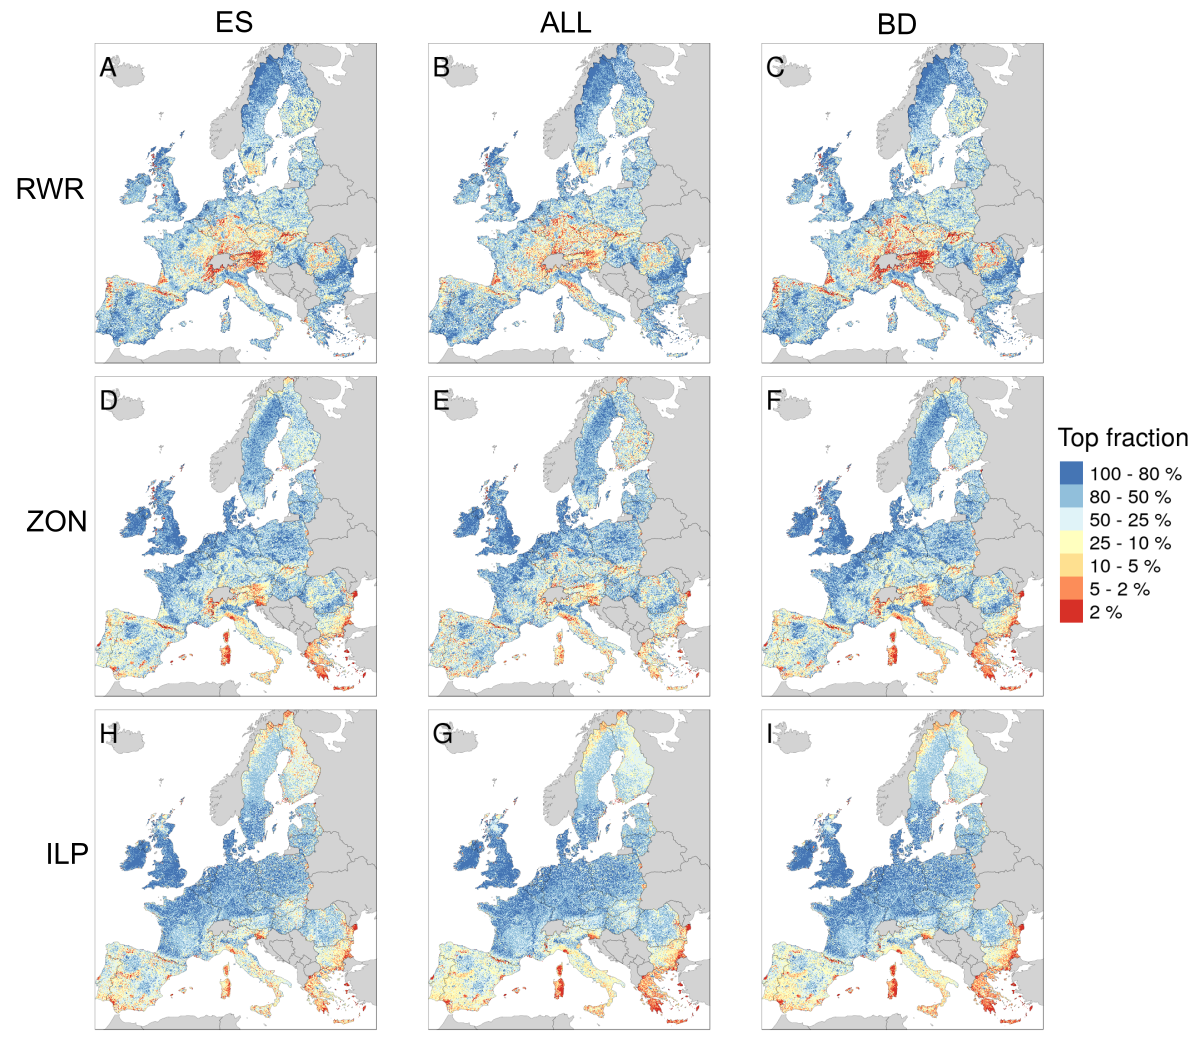 ES ALL BD
A B C
RWR
D E F
ZON
Top fraction
100 - 80 %
80 - 50 %
50 - 25 %
25 - 10 %
10 - 5 %
5 - 2 %
2 %
H G I
ILP